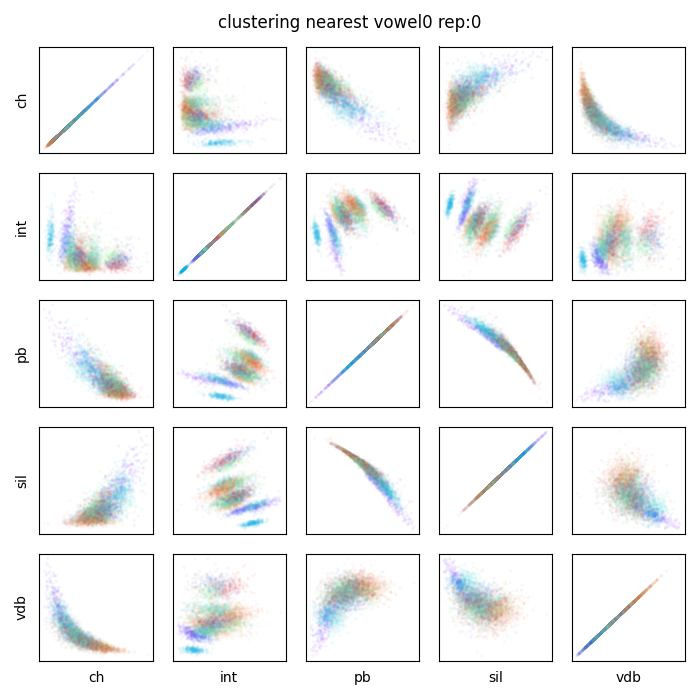 clustering nearest vowel0 rep:0
ch
int
pb
sil
vdb
ch int pb sil vdb